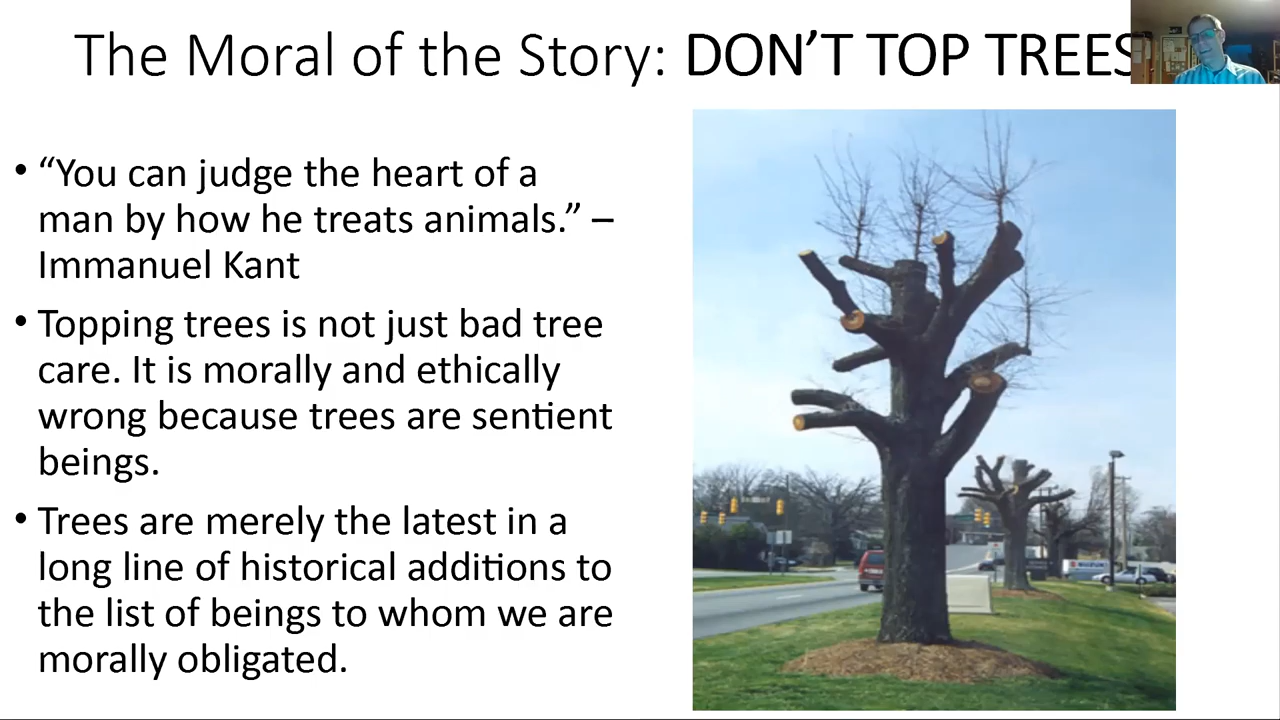 The Moral of the Story: DON’T TOP TREES
• “You can judge the heart of a
man by how he treats animals.” –
Immanuel Kant
• Topping trees is not just bad tree
care. It is morally and ethically
wrong because trees are sentient
beings.
• Trees are merely the latest in a
long line of historical additions to
the list of beings to whom we are
morally obligated.